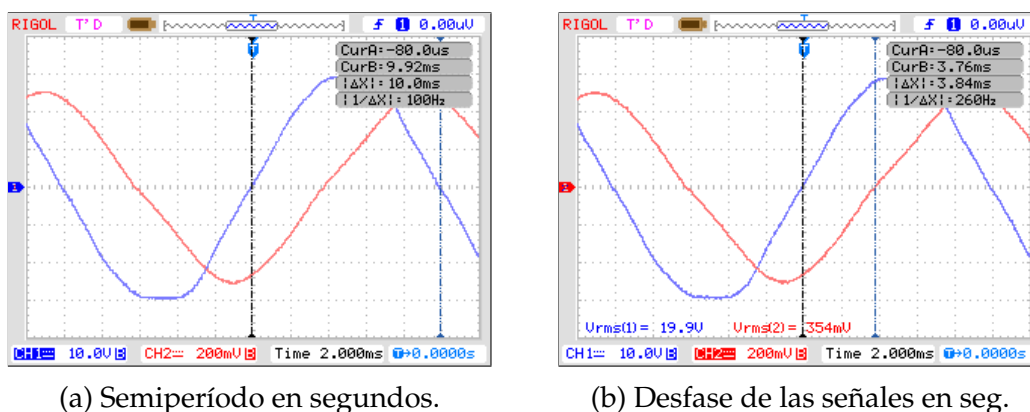 RIGOL T'D T f 1 0.00uV
T
CurA:-80.0us
CurB:9.92ms
|ΔX|:10.0ms
|1/ΔX|:100Hz
1
CH1 10.0V B CH2 200mV B Time 2.000ms T→0.0000s
(a) Semiperíodo en segundos.
RIGOL T'D T f 1 0.00uV
T
CurA:-80.0us
CurB:3.76ms
|ΔX|:3.84ms
|1/ΔX|:260Hz
1
Vrms(1)= 19.9V Vrms(2)= 354mV
CH1 10.0V B CH2 200mV B Time 2.000ms T→0.0000s
(b) Desfase de las señales en seg.